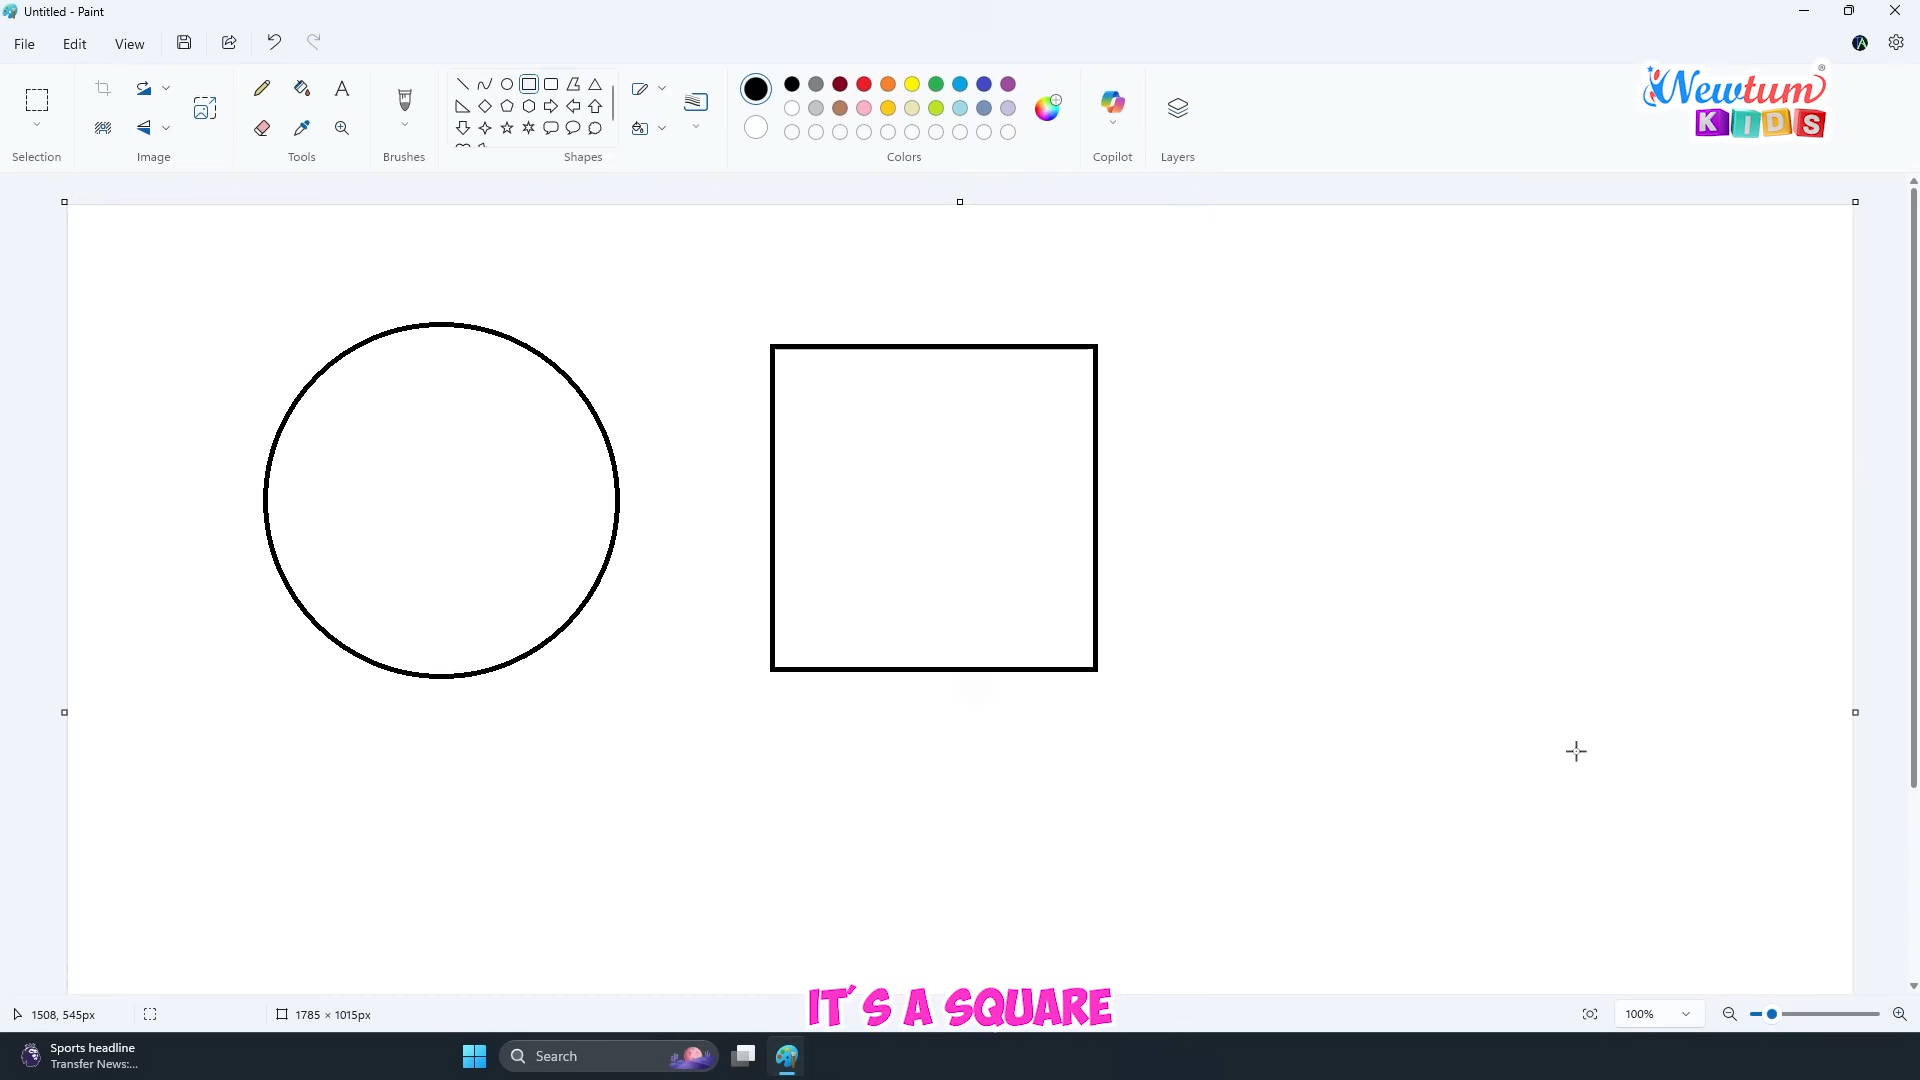 Untitled - Paint
File Edit View
Newtum®
KIDS
Selection Image Tools Brushes Shapes Colors Copilot Layers
IT'S A SQUARE
1508, 545px 1785 × 1015px 100%
Sports headline
Transfer News:...
Search